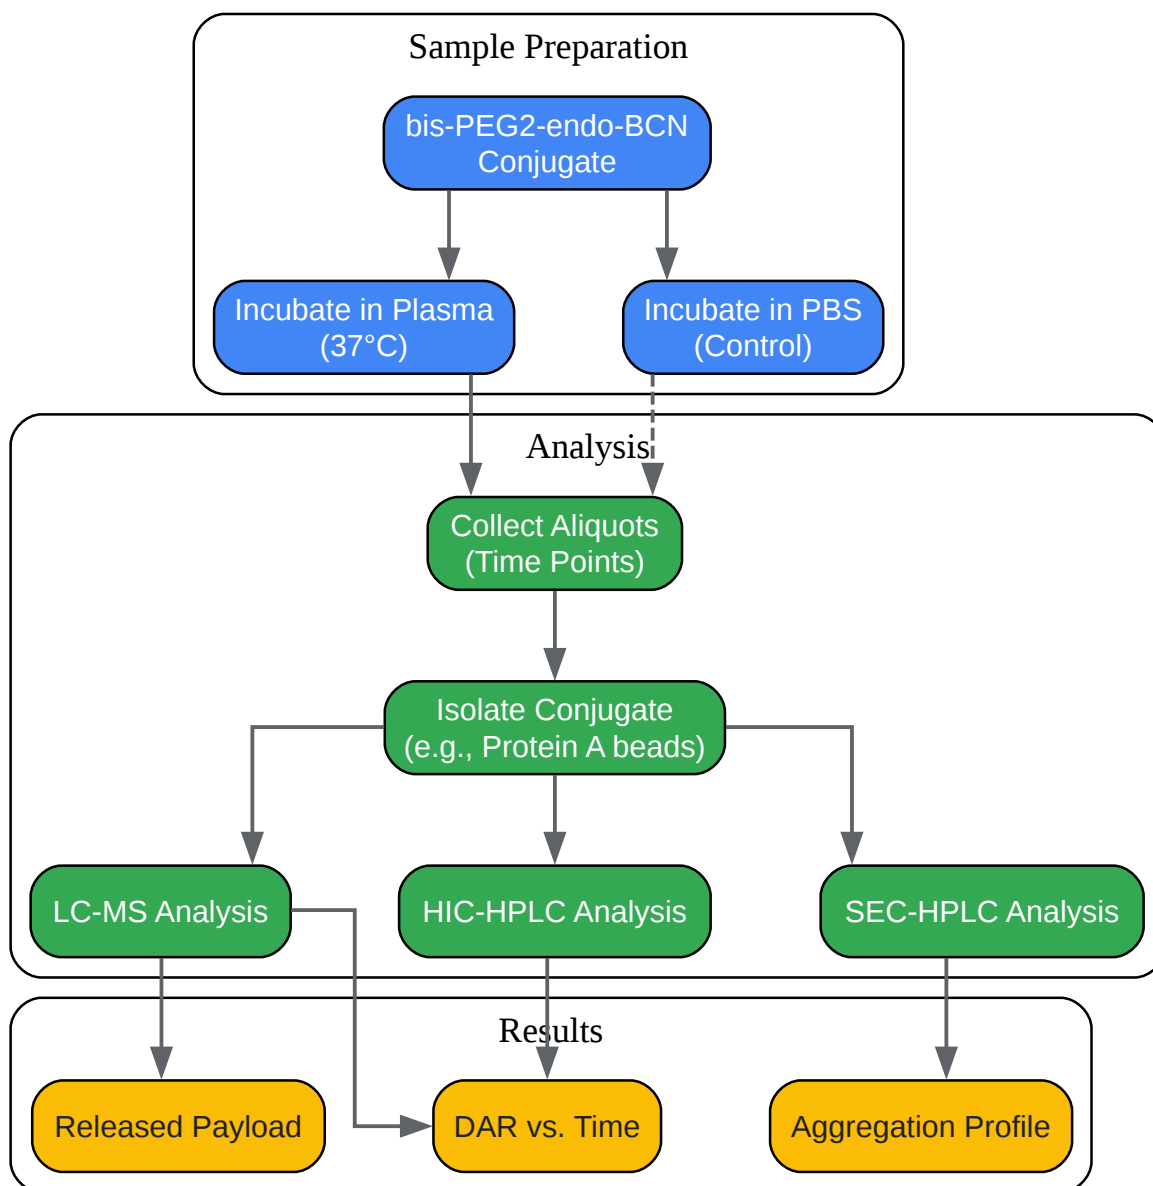 Sample Preparation
bis-PEG2-endo-BCN
Conjugate
Incubate in Plasma
(37°C)
Incubate in PBS
(Control)
Analysis
Collect Aliquots
(Time Points)
Isolate Conjugate
(e.g., Protein A beads)
LC-MS Analysis
HIC-HPLC Analysis
SEC-HPLC Analysis
Results
Released Payload
DAR vs. Time
Aggregation Profile